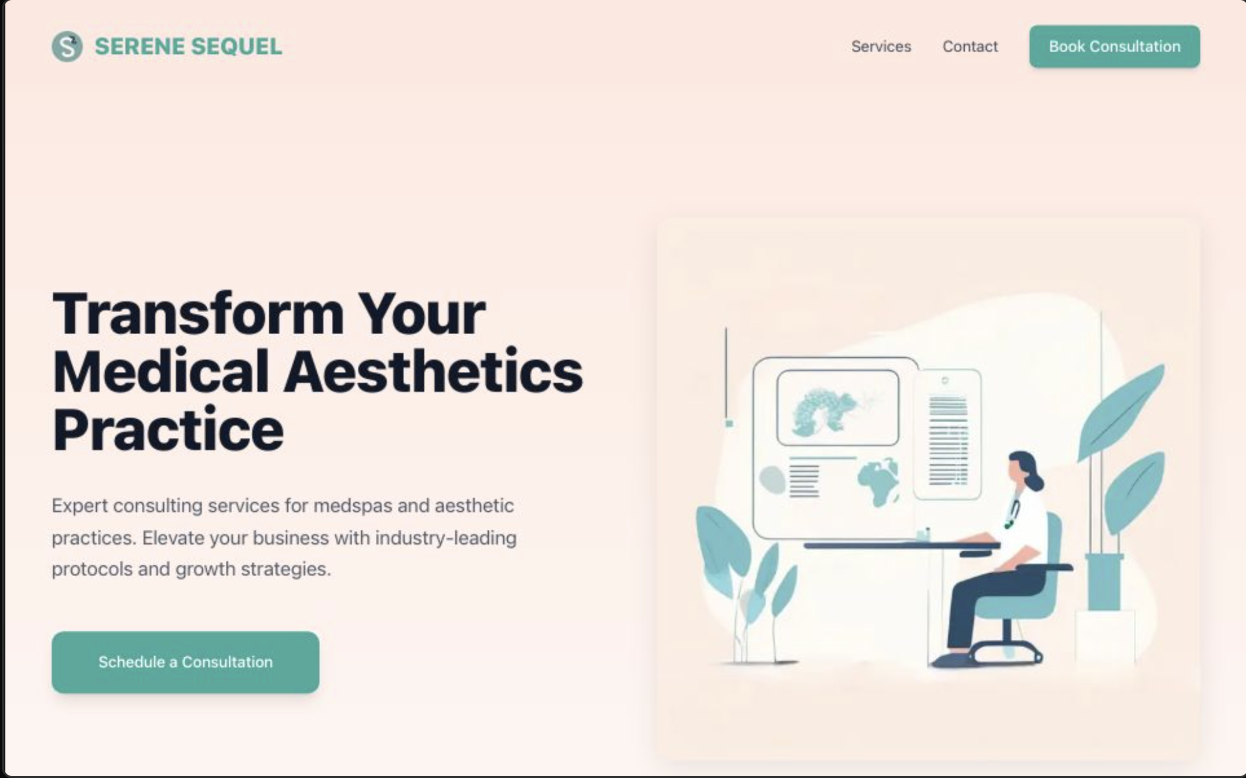 S SERENE SEQUEL
Services
Contact
Book Consultation
Transform Your
Medical Aesthetics
Practice
Expert consulting services for medspas and aesthetic
practices. Elevate your business with industry-leading
protocols and growth strategies.
Schedule a Consultation